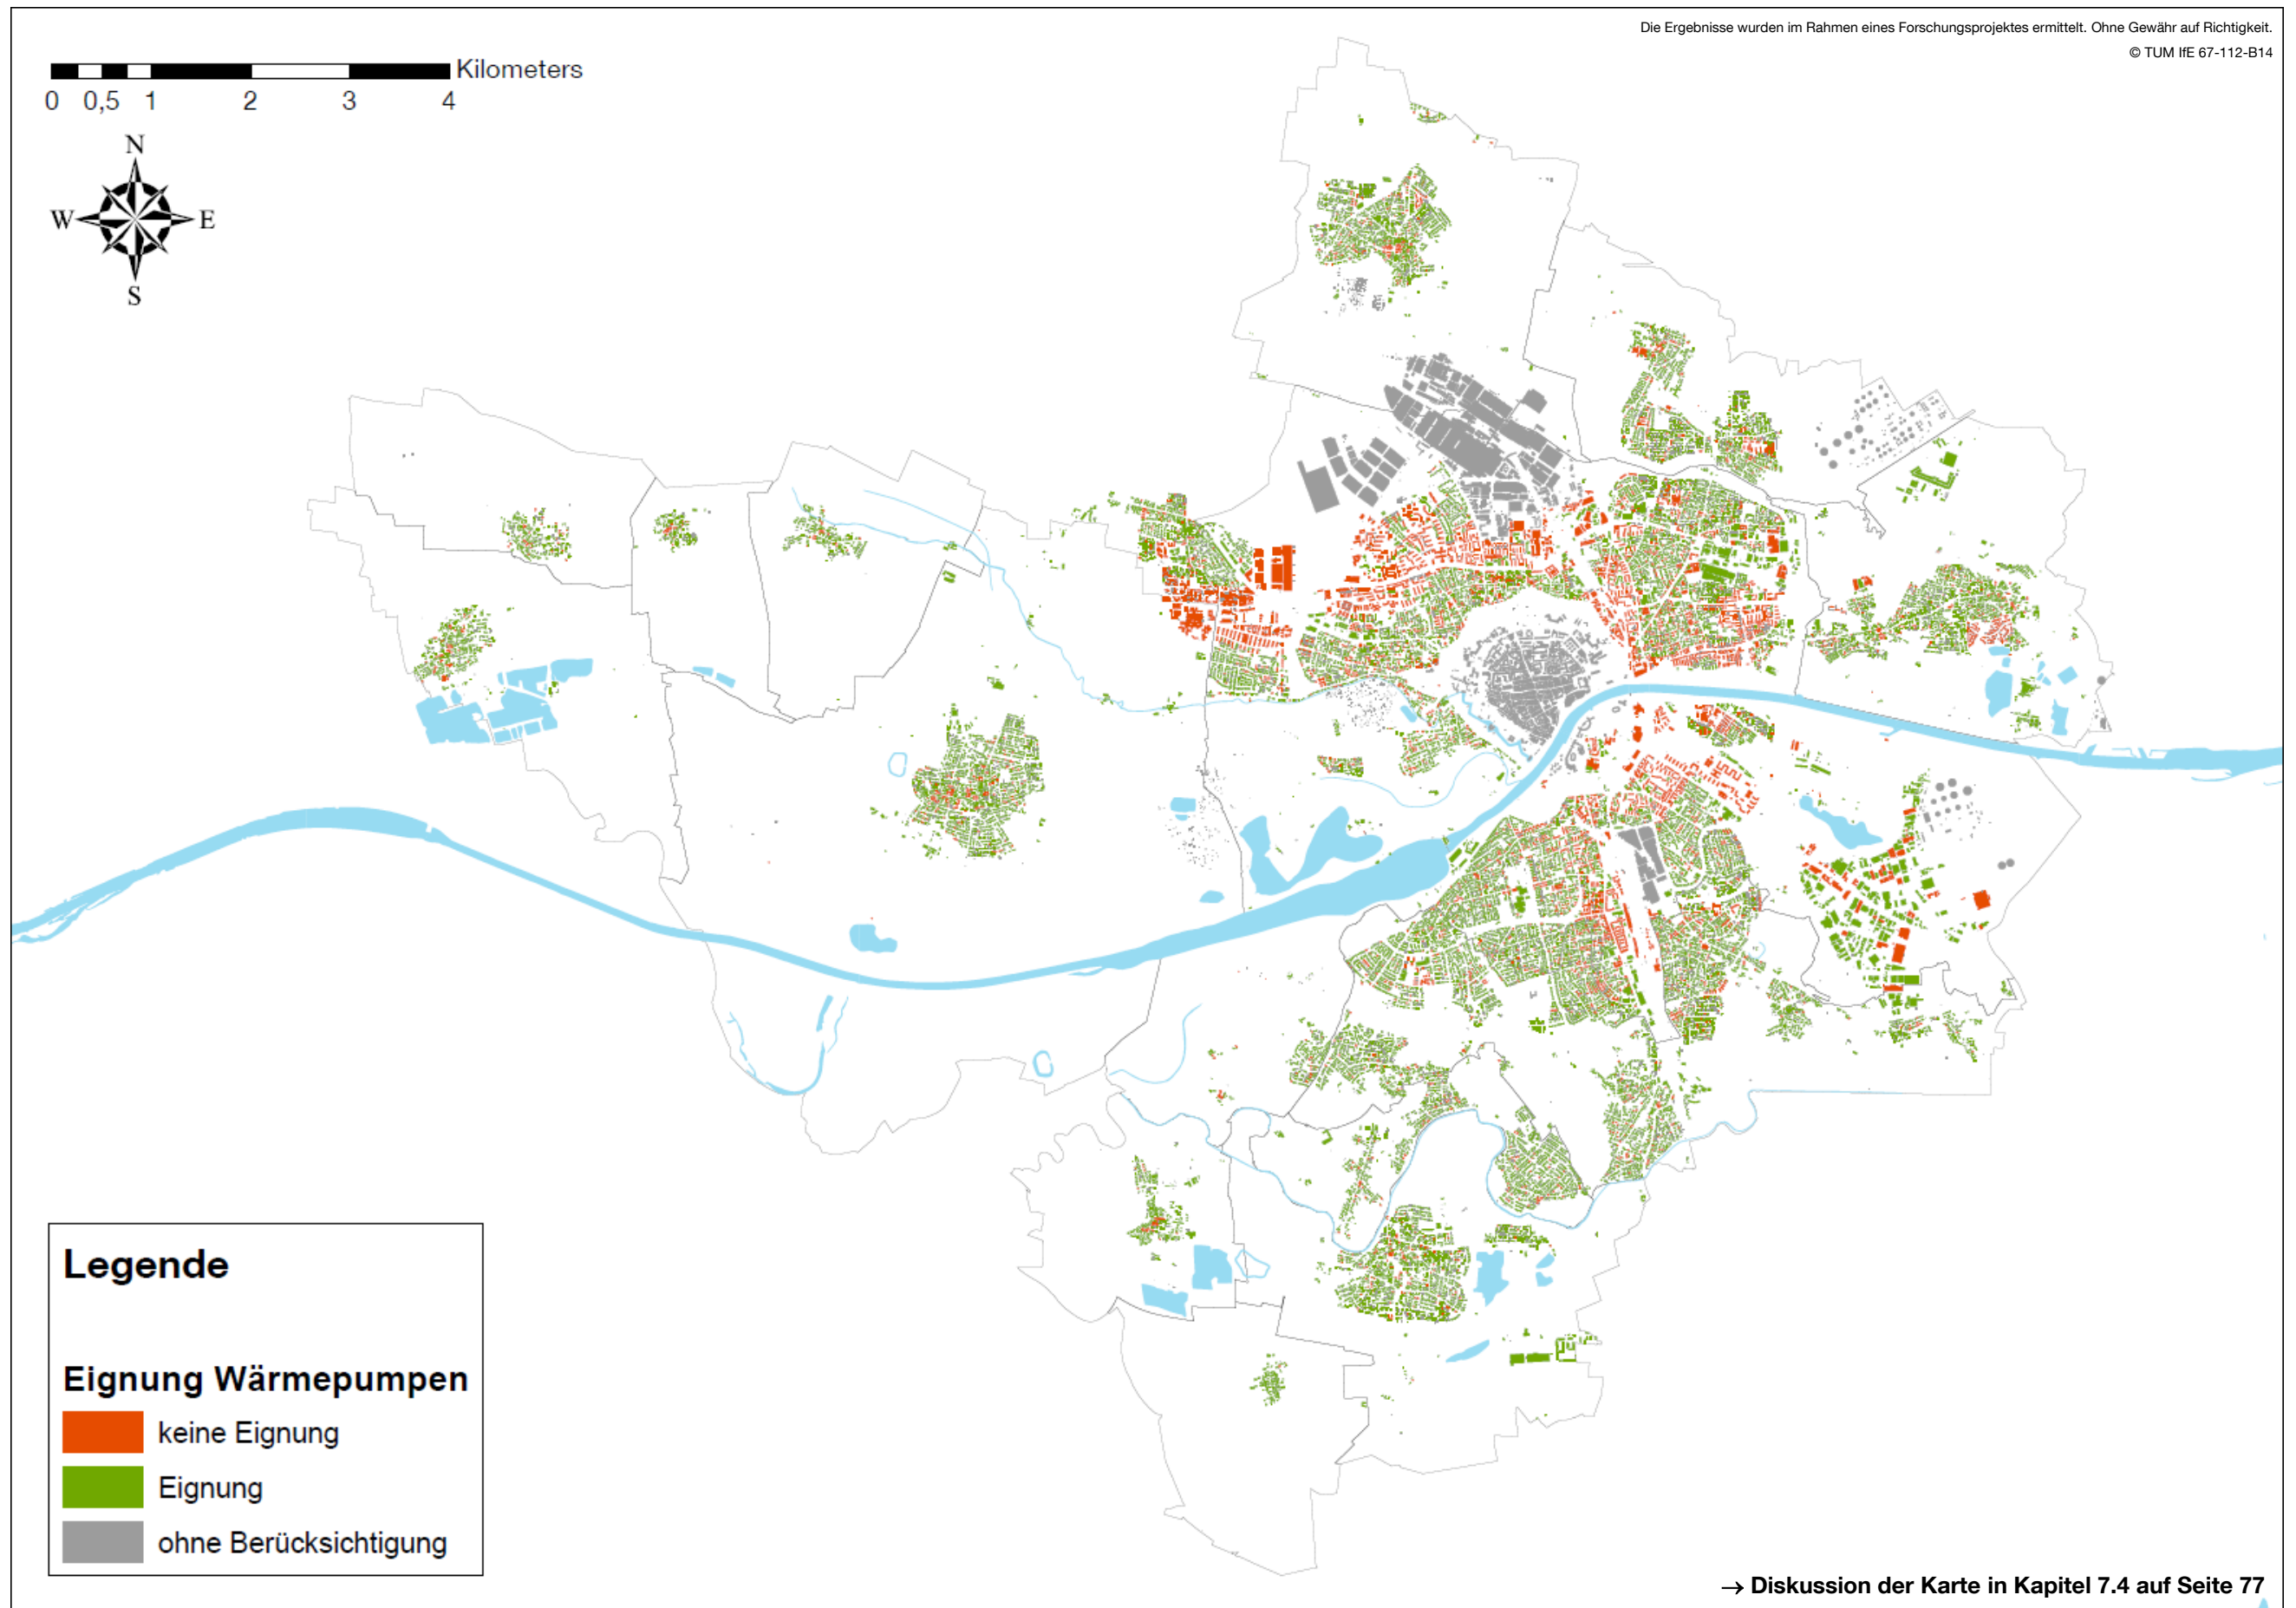 Die Ergebnisse wurden im Rahmen eines Forschungsprojektes ermittelt. Ohne Gewähr auf Richtigkeit.
© TUM IfE 67-112-B14
Kilometers
0 0,5 1 2 3 4
N
W E
S
Legende
Eignung Wärmepumpen
keine Eignung
Eignung
ohne Berücksichtigung
→ Diskussion der Karte in Kapitel 7.4 auf Seite 77